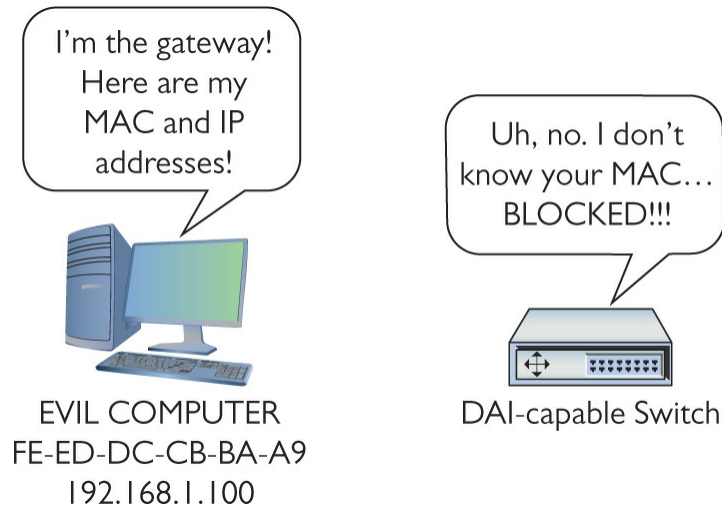 I'm the gateway!
Here are my
MAC and IP
addresses!
Uh, no. I don't
know your MAC…
BLOCKED!!!
EVIL COMPUTER
FE-ED-DC-CB-BA-A9
192.168.1.100
DAI-capable Switch